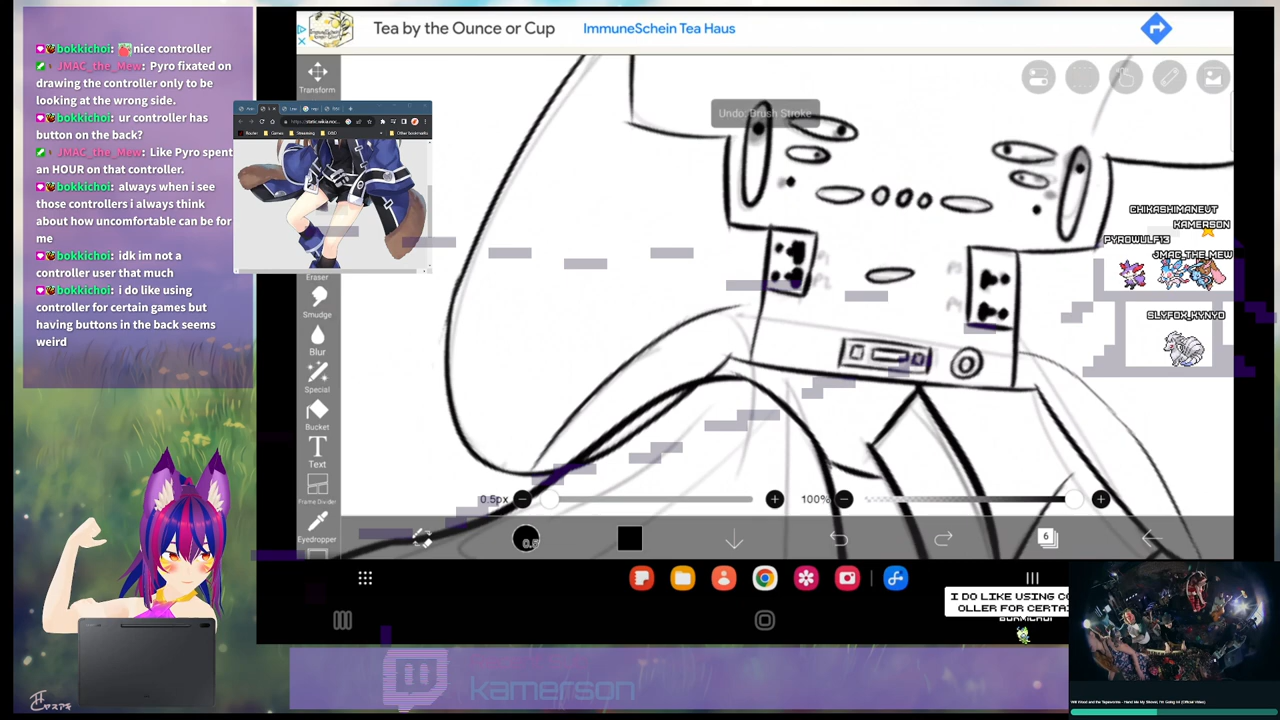 Tea by the Ounce or Cup
ImmuneSchein Tea Haus
bokkichoi: nice controller
JMAC_the_Mew: Pyro fixated on
drawing the controller only to be
looking at the wrong side.
bokkichoi: ur controller has
button on the back?
JMAC_the_Mew: Like Pyro spent
an HOUR on that controller.
bokkichoi: always when i see
those controllers i always think
about how uncomfortable can be for
me
bokkichoi: idk im not a
controller user that much
bokkichoi: i do like using
controller for certain games but
having buttons in the back seems
weird
Transform
Undo: Brush Stroke
Eraser
Smudge
Blur
Special
Bucket
Text
Frame Divider
Eyedropper
0.5px
100%
6
CHIKASHIMANEVT
KAMERSON
PYROWULF13
JMAC_THE_MEW
SLYFOX_KYNYO
I DO LIKE USING CO
OLLER FOR CERTAI
BOKKICHOI
kamerson